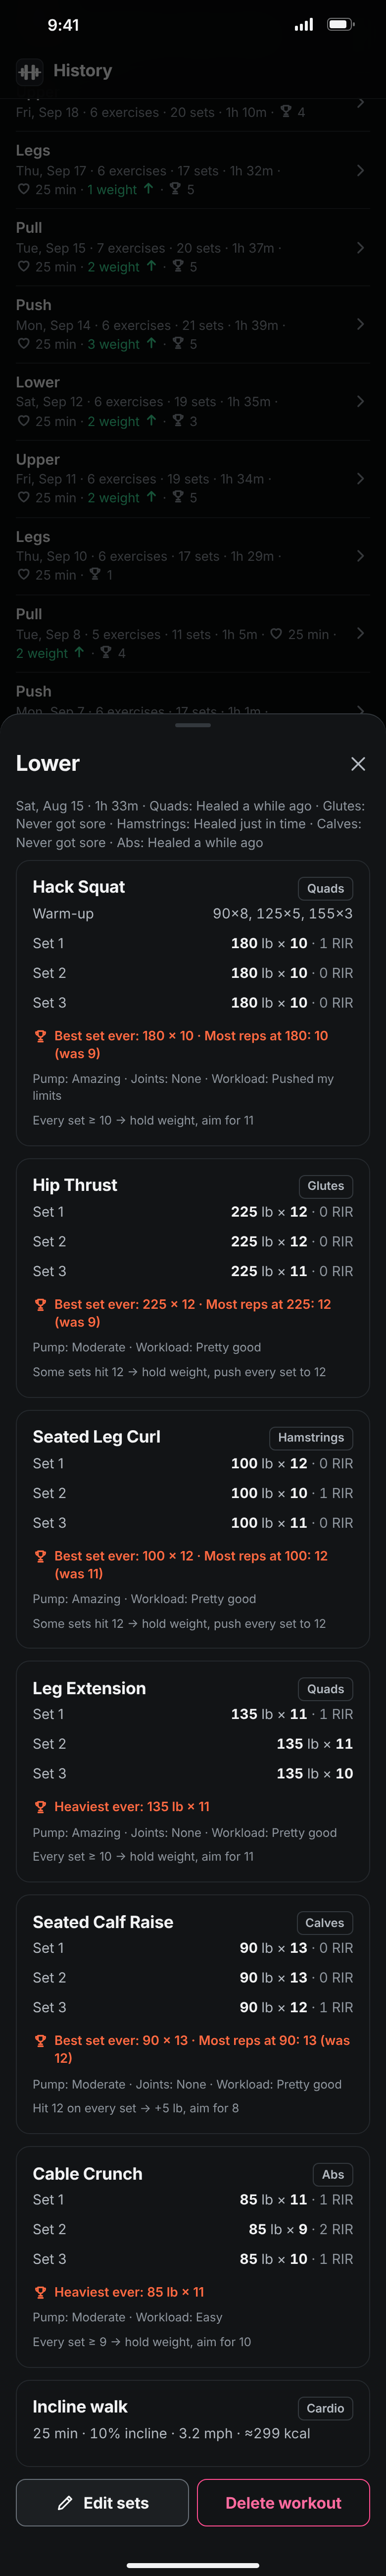 9:41
History
Fri, Sep 18 · 6 exercises · 20 sets · 1h 10m · 4
Legs
Thu, Sep 17 · 6 exercises · 17 sets · 1h 32m ·
25 min · 1 weight ↑ · 5
Pull
Tue, Sep 15 · 7 exercises · 20 sets · 1h 37m ·
25 min · 2 weight ↑ · 5
Push
Mon, Sep 14 · 6 exercises · 21 sets · 1h 39m ·
25 min · 3 weight ↑ · 5
Lower
Sat, Sep 12 · 6 exercises · 19 sets · 1h 35m ·
25 min · 2 weight ↑ · 3
Upper
Fri, Sep 11 · 6 exercises · 19 sets · 1h 34m ·
25 min · 2 weight ↑ · 5
Legs
Thu, Sep 10 · 6 exercises · 17 sets · 1h 29m ·
25 min · 1
Pull
Tue, Sep 8 · 5 exercises · 11 sets · 1h 5m · 25 min ·
2 weight ↑ · 4
Push
Mon, Sep 7 · 6 exercises · 17 sets · 1h 1m ·
Lower
Sat, Aug 15 · 1h 33m · Quads: Healed a while ago · Glutes:
Never got sore · Hamstrings: Healed just in time · Calves:
Never got sore · Abs: Healed a while ago
Hack Squat Quads
Warm-up 90×8, 125×5, 155×3
Set 1 180 lb × 10 · 1 RIR
Set 2 180 lb × 10 · 0 RIR
Set 3 180 lb × 10 · 0 RIR
Best set ever: 180 × 10 · Most reps at 180: 10
(was 9)
Pump: Amazing · Joints: None · Workload: Pushed my
limits
Every set ≥ 10 → hold weight, aim for 11
Hip Thrust Glutes
Set 1 225 lb × 12 · 0 RIR
Set 2 225 lb × 12 · 0 RIR
Set 3 225 lb × 11 · 0 RIR
Best set ever: 225 × 12 · Most reps at 225: 12
(was 9)
Pump: Moderate · Workload: Pretty good
Some sets hit 12 → hold weight, push every set to 12
Seated Leg Curl Hamstrings
Set 1 100 lb × 12 · 0 RIR
Set 2 100 lb × 10 · 1 RIR
Set 3 100 lb × 11 · 0 RIR
Best set ever: 100 × 12 · Most reps at 100: 12
(was 11)
Pump: Amazing · Workload: Pretty good
Some sets hit 12 → hold weight, push every set to 12
Leg Extension Quads
Set 1 135 lb × 11 · 1 RIR
Set 2 135 lb × 11
Set 3 135 lb × 10
Heaviest ever: 135 lb × 11
Pump: Amazing · Joints: None · Workload: Pretty good
Every set ≥ 10 → hold weight, aim for 11
Seated Calf Raise Calves
Set 1 90 lb × 13 · 0 RIR
Set 2 90 lb × 13 · 0 RIR
Set 3 90 lb × 12 · 1 RIR
Best set ever: 90 × 13 · Most reps at 90: 13 (was
12)
Pump: Moderate · Joints: None · Workload: Pretty good
Hit 12 on every set → +5 lb, aim for 8
Cable Crunch Abs
Set 1 85 lb × 11 · 1 RIR
Set 2 85 lb × 9 · 2 RIR
Set 3 85 lb × 10 · 1 RIR
Heaviest ever: 85 lb × 11
Pump: Moderate · Workload: Easy
Every set ≥ 9 → hold weight, aim for 10
Incline walk Cardio
25 min · 10% incline · 3.2 mph · ≈299 kcal
Edit sets
Delete workout